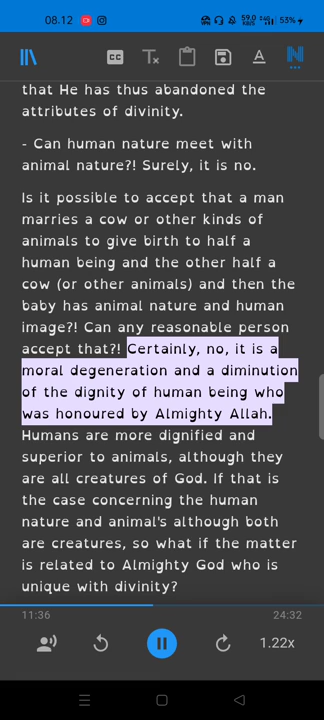 08.12 59.0 KB/S 53%
CC
that He has thus abandoned the
attributes of divinity.
- Can human nature meet with
animal nature?! Surely, it is no.
Is it possible to accept that a man
marries a cow or other kinds of
animals to give birth to half a
human being and the other half a
cow (or other animals) and then the
baby has animal nature and human
image?! Can any reasonable person
accept that?! Certainly, no, it is a
moral degeneration and a diminution
of the dignity of human being who
was honoured by Almighty Allah.
Humans are more dignified and
superior to animals, although they
are all creatures of God. If that is
the case concerning the human
nature and animal's although both
are creatures, so what if the matter
is related to Almighty God who is
unique with divinity?
11:36 24:32
1.22x